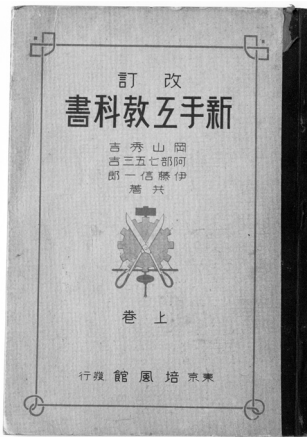 改訂
新手工教科書
岡山秀吉
阿部七五三吉
伊藤信一郎
共著
上巻
東京 培風館 發行